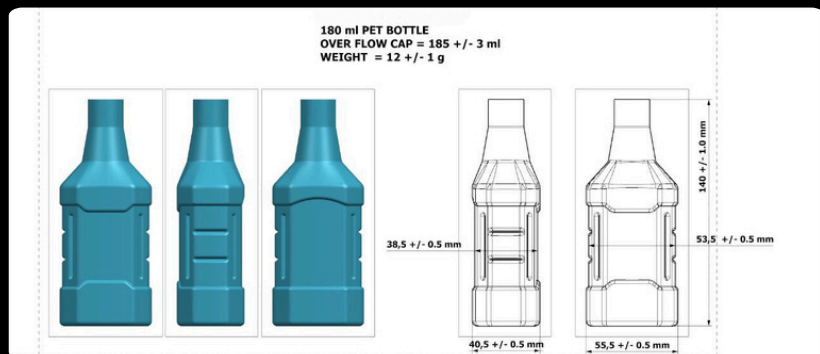 180 ml PET BOTTLE
OVER FLOW CAP = 185 +/- 3 ml
WEIGHT = 12 +/- 1 g
140 +/- 1.0 mm
38,5 +/- 0.5 mm
53,5 +/- 0.5 mm
40,5 +/- 0.5 mm
55,5 +/- 0.5 mm